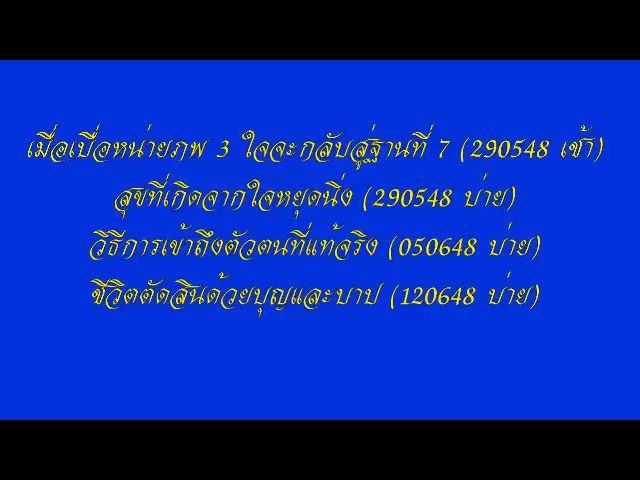 เมื่อเบื่อหน่ายภพ 3 ใจจะกลับสู่ฐานที่ 7 (290548 เช้า)
สุขที่เกิดจากใจหยุดนิ่ง (290548 บ่าย)
วิธีการเข้าถึงตัวตนที่แท้จริง (050648 บ่าย)
ชีวิตตัดสินด้วยบุญและบาป (120648 บ่าย)